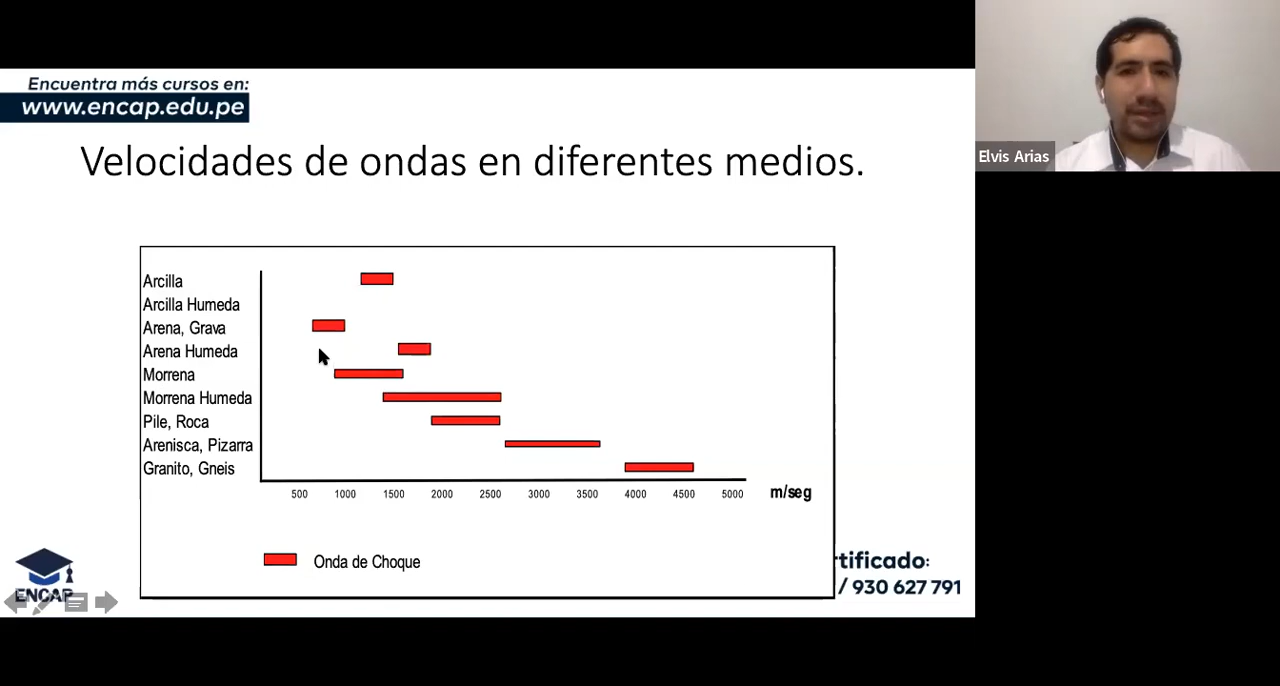 Encuentra más cursos en:
www.encap.edu.pe
Elvis Arias
Velocidades de ondas en diferentes medios.
Arcilla
Arcilla Humeda
Arena, Grava
Arena Humeda
Morrena
Morrena Humeda
Pile, Roca
Arenisca, Pizarra
Granito, Gneis
500 1000 1500 2000 2500 3000 3500 4000 4500 5000 m/seg
Onda de Choque
rtificado:
ENCAP
/ 930 627 791